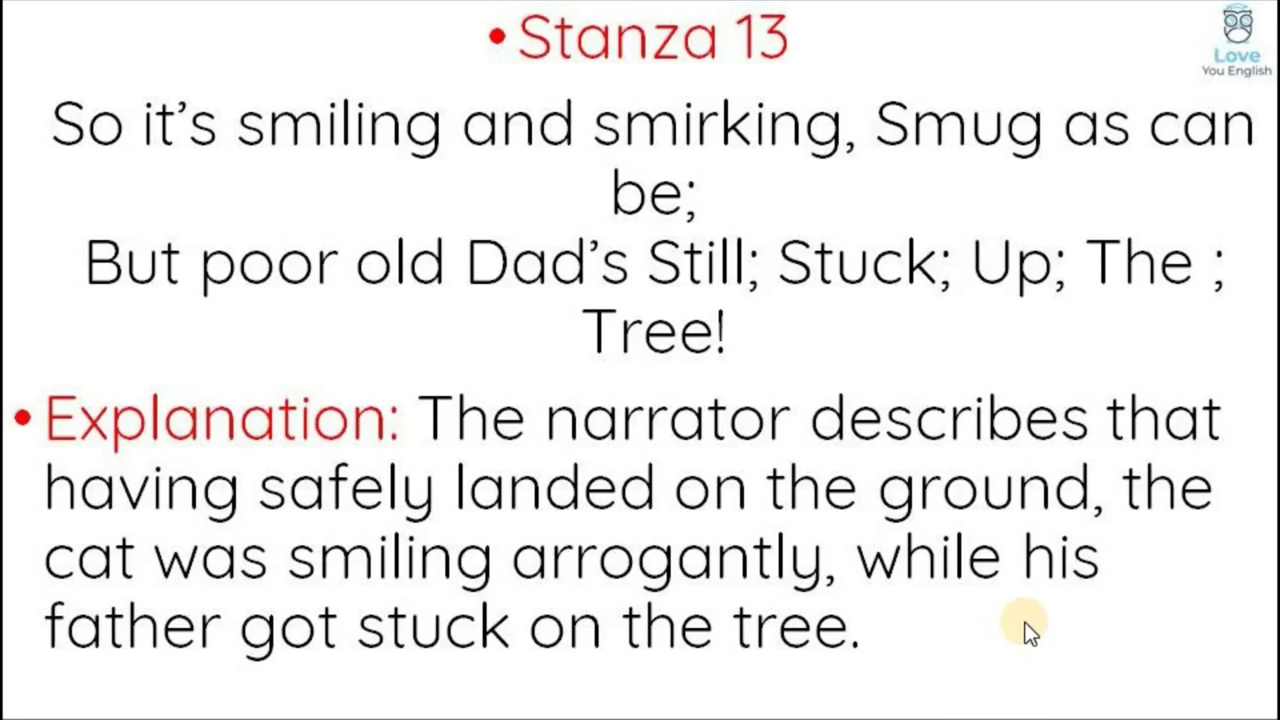 • Stanza 13
Love
You English
So it's smiling and smirking, Smug as can
be;
But poor old Dad's Still; Stuck; Up; The ;
Tree!
• Explanation: The narrator describes that
having safely landed on the ground, the
cat was smiling arrogantly, while his
father got stuck on the tree.